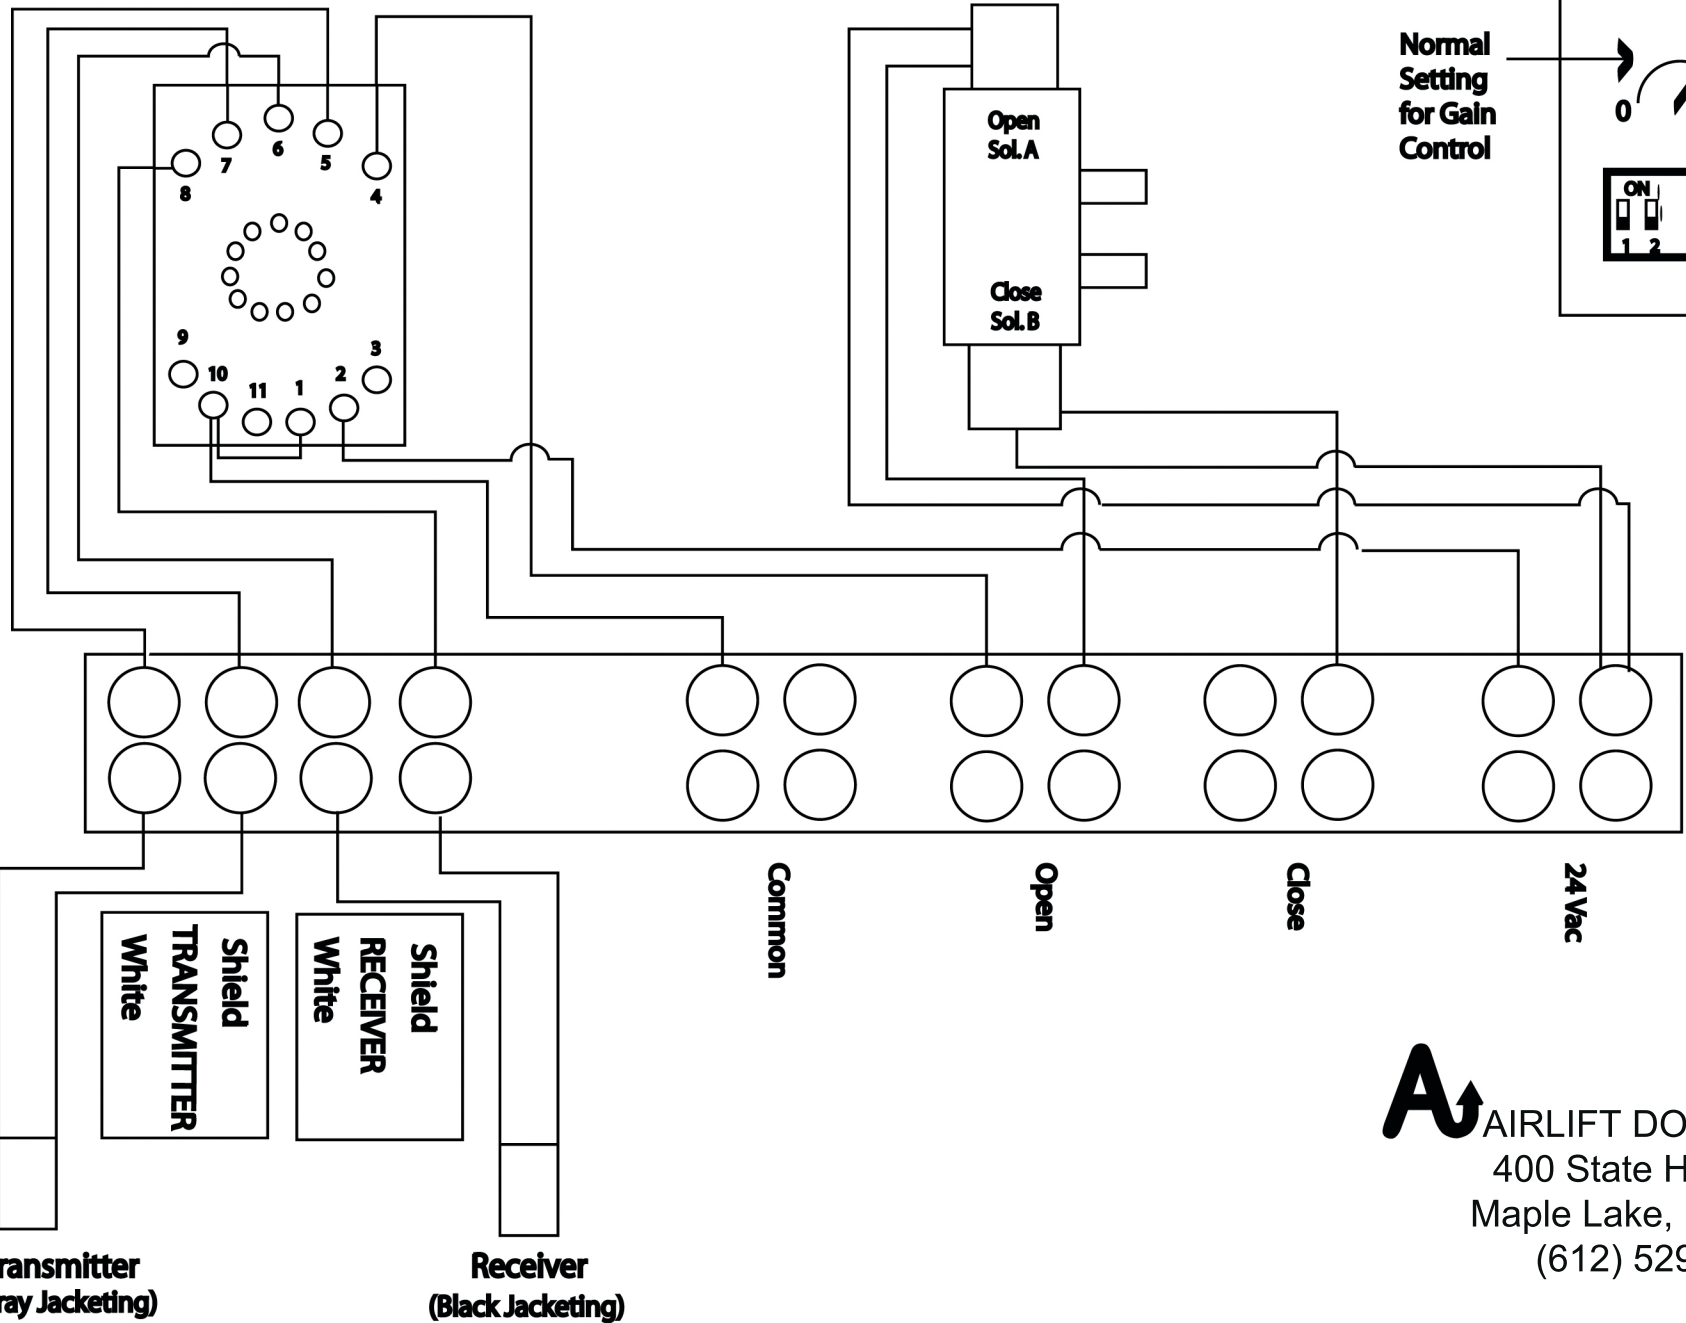 7
6
5
8
4
9
10
11
1
2
3
Open
Sol. A
Close
Sol. B
Normal
Setting
for Gain
Control
0
ON
1 2
Common
Open
Close
24 Vac
Shield
TRANSMITTER
White
Shield
RECEIVER
White
ransmitter
ray Jacketing)
Receiver
(Black Jacketing)
A
AIRLIFT DO
400 State H
Maple Lake,
(612) 529